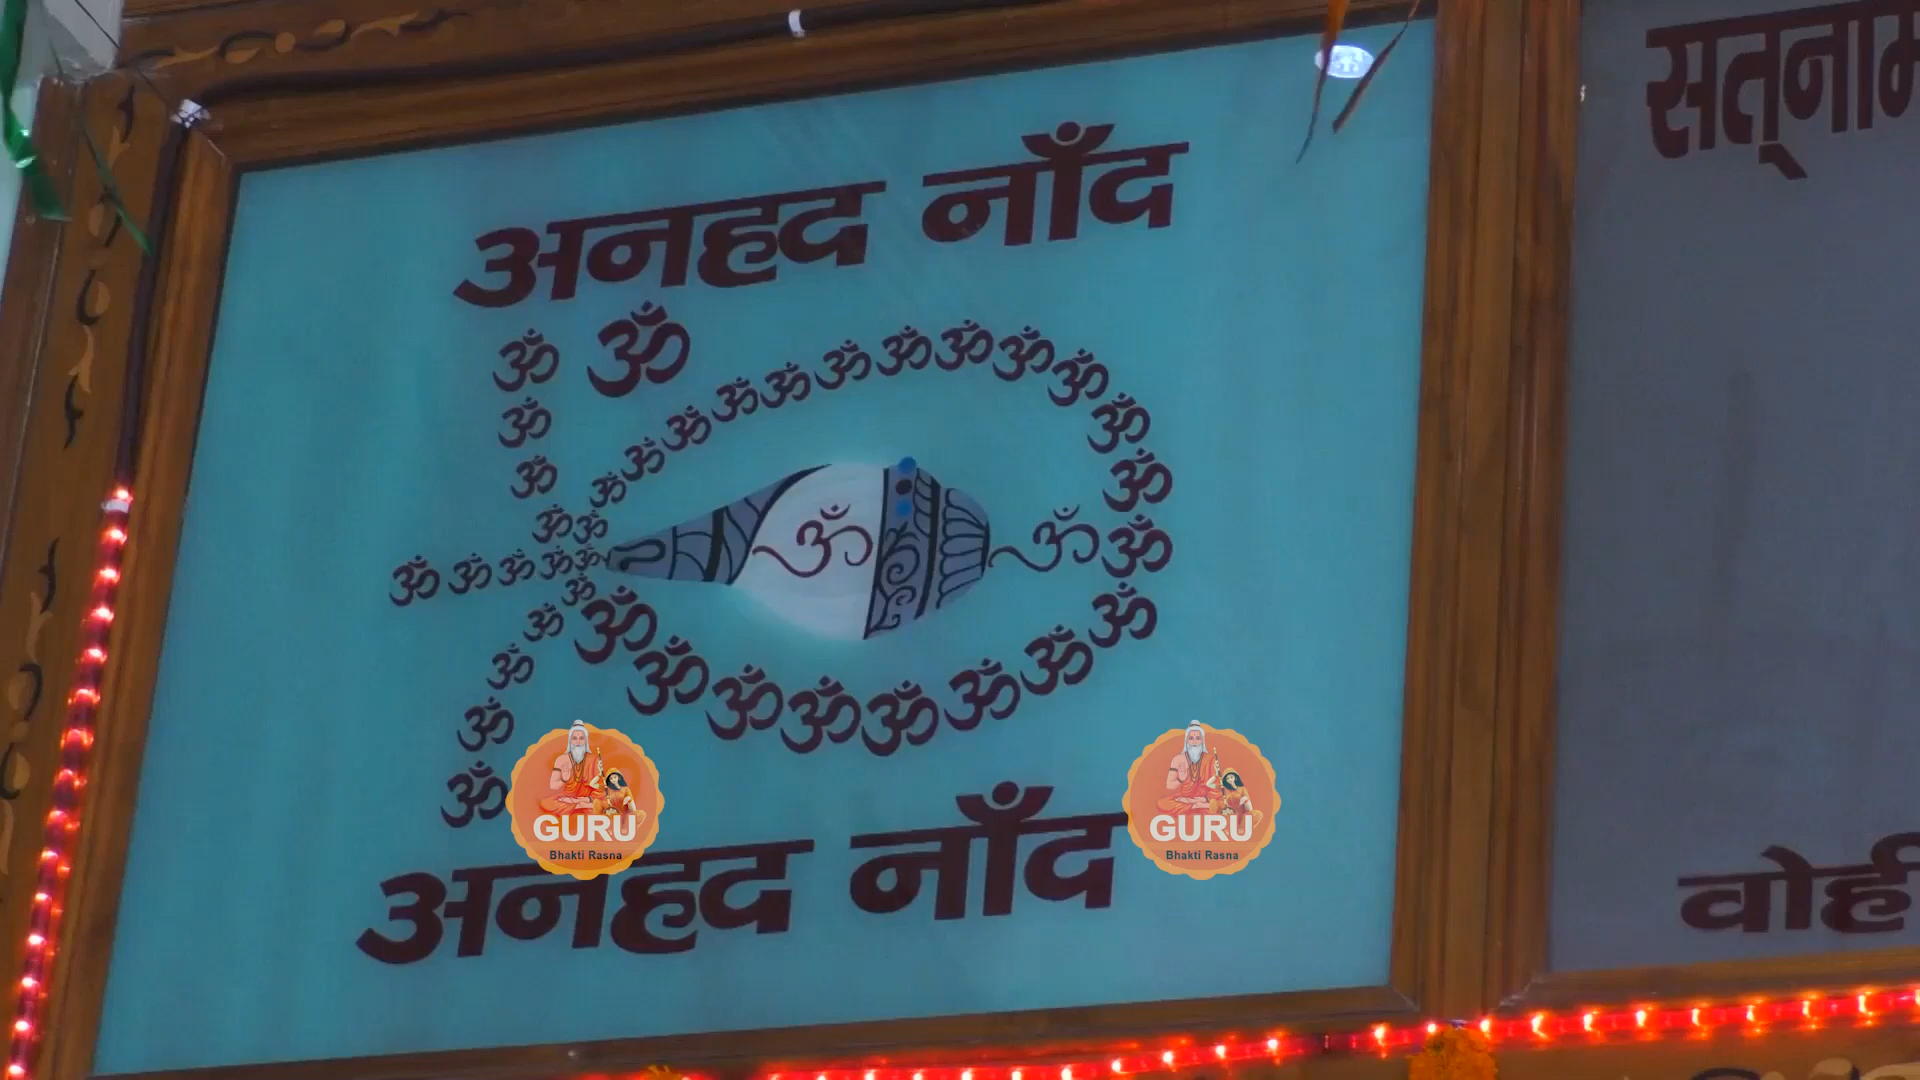 अनहद नाँद
सत्नाम
ॐ ॐ
ॐ ॐ ॐ ॐ ॐ ॐ ॐ ॐ ॐ ॐ ॐ ॐ
ॐ
ॐ
ॐ ॐ
ॐ ॐ ॐ ॐ ॐ ॐ ॐ ॐ
ॐ ॐ ॐ
ॐ ॐ
ॐ ॐ ॐ ॐ ॐ ॐ ॐ ॐ
ॐ
ॐ
GURU
Bhakti Rasna
GURU
Bhakti Rasna
अनहद नाँद